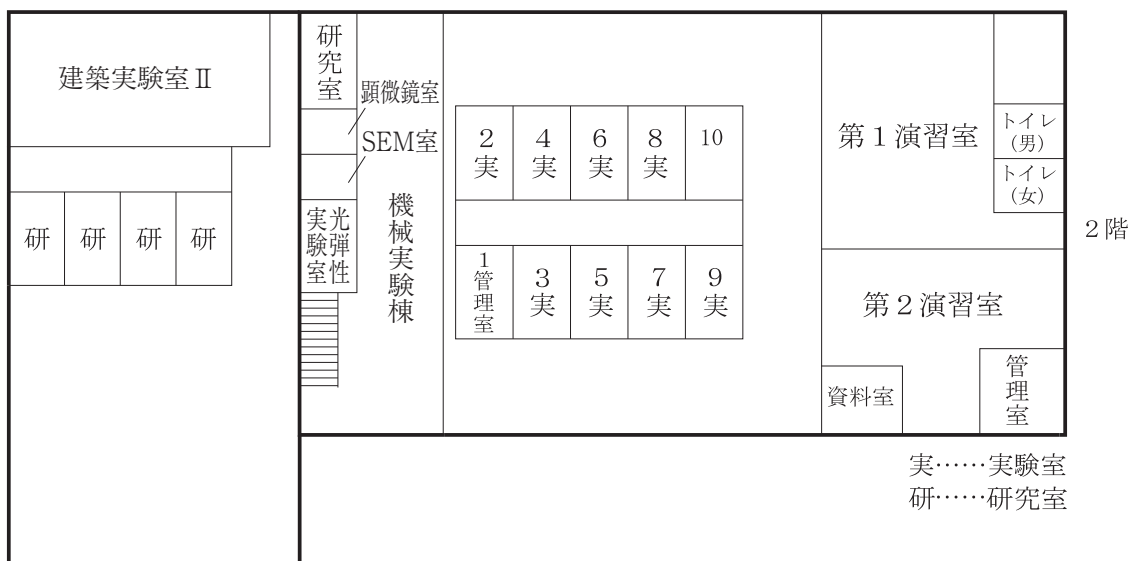 建築実験室Ⅱ
研
研
研
研
研究室
顕微鏡室
SEM室
光弾性
実験室
機械実験棟
2実
4実
6実
8実
10
1管理室
3実
5実
7実
9実
第1演習室
トイレ
(男)
トイレ
(女)
第2演習室
資料室
管理室
2階
実……実験室
研……研究室